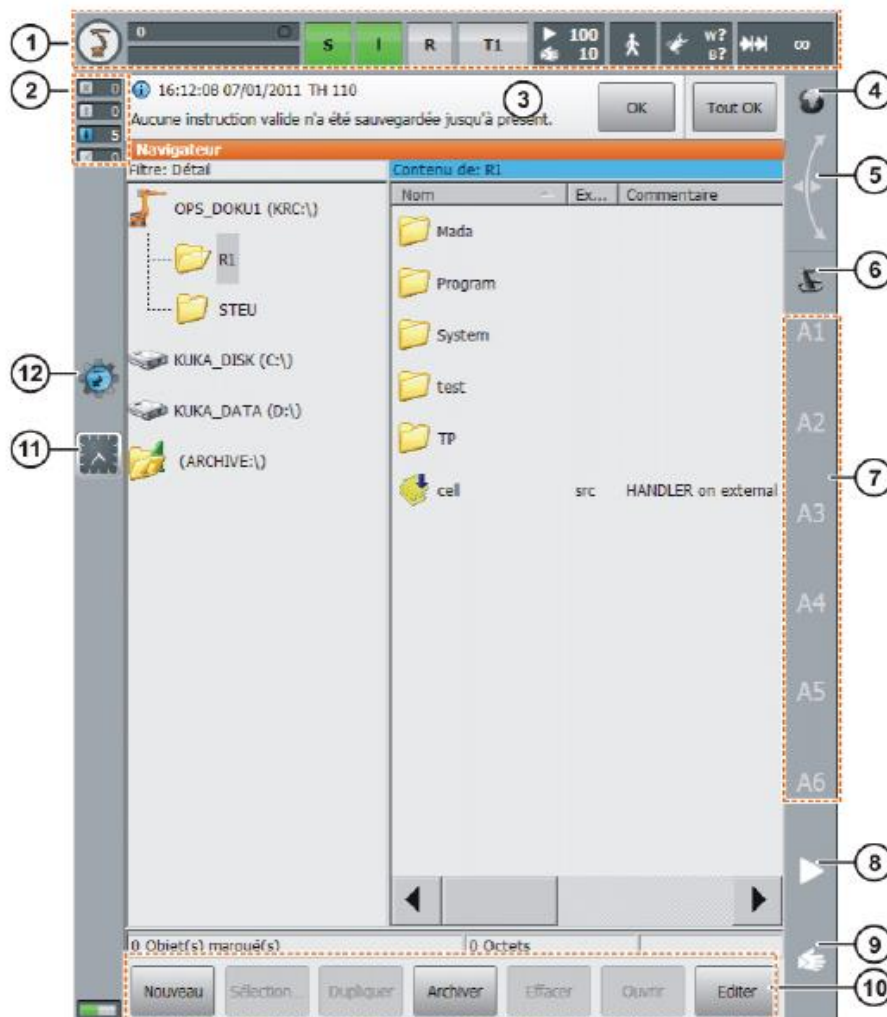 1
0
S I R T1 100 10 W? B? ∞
2
0
0
5
0
16:12:08 07/01/2011 TH 110
Aucune instruction valide n'a été sauvegardée jusqu'à présent.
3
OK
Tout OK
4
Navigateur
Filtre: Détail
Contenu de: R1
5
Nom Ex... Commentaire
OPS_DOKU1 (KRC:\)
R1
STEU
KUKA_DISK (C:\)
KUKA_DATA (D:\)
(ARCHIVE:\)
Mada
Program
System
test
TP
cell src HANDLER on external
6
A1
A2
A3
A4
A5
A6
7
12
11
8
9
0 Objet(s) marqué(s) 0 Octets
Nouveau Sélection... Dupliquer Archiver Effacer Ouvrir Editer
10